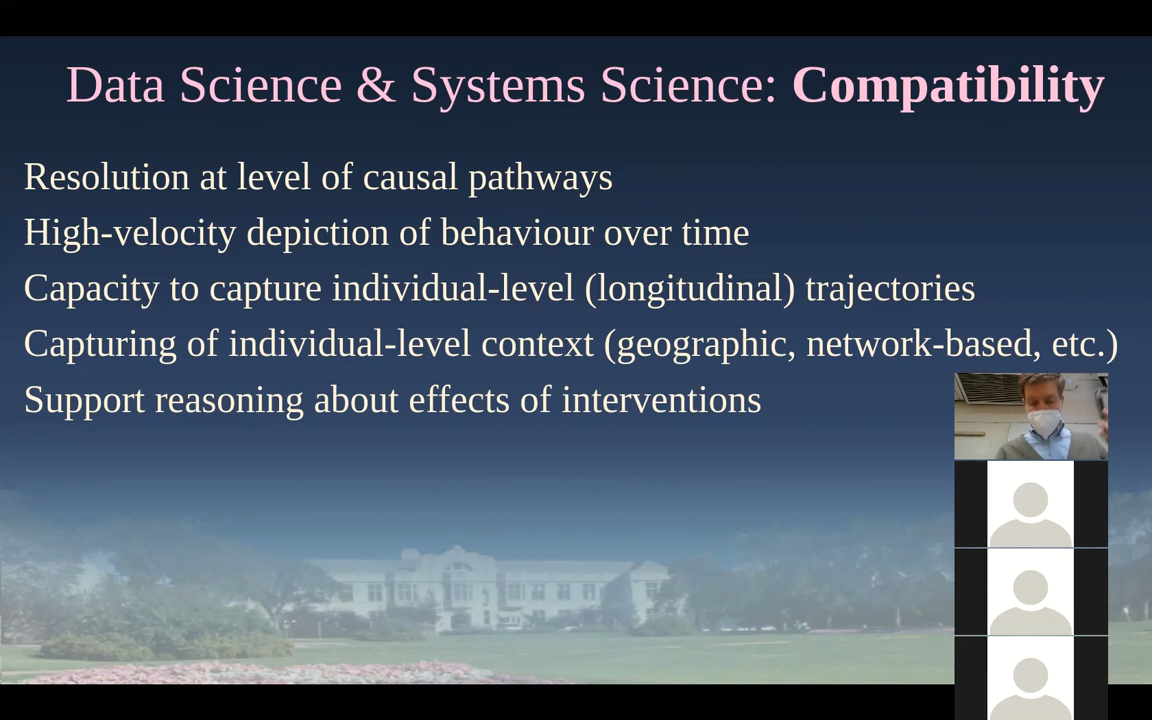 Data Science & Systems Science: Compatibility
Resolution at level of causal pathways
High-velocity depiction of behaviour over time
Capacity to capture individual-level (longitudinal) trajectories
Capturing of individual-level context (geographic, network-based, etc.)
Support reasoning about effects of interventions